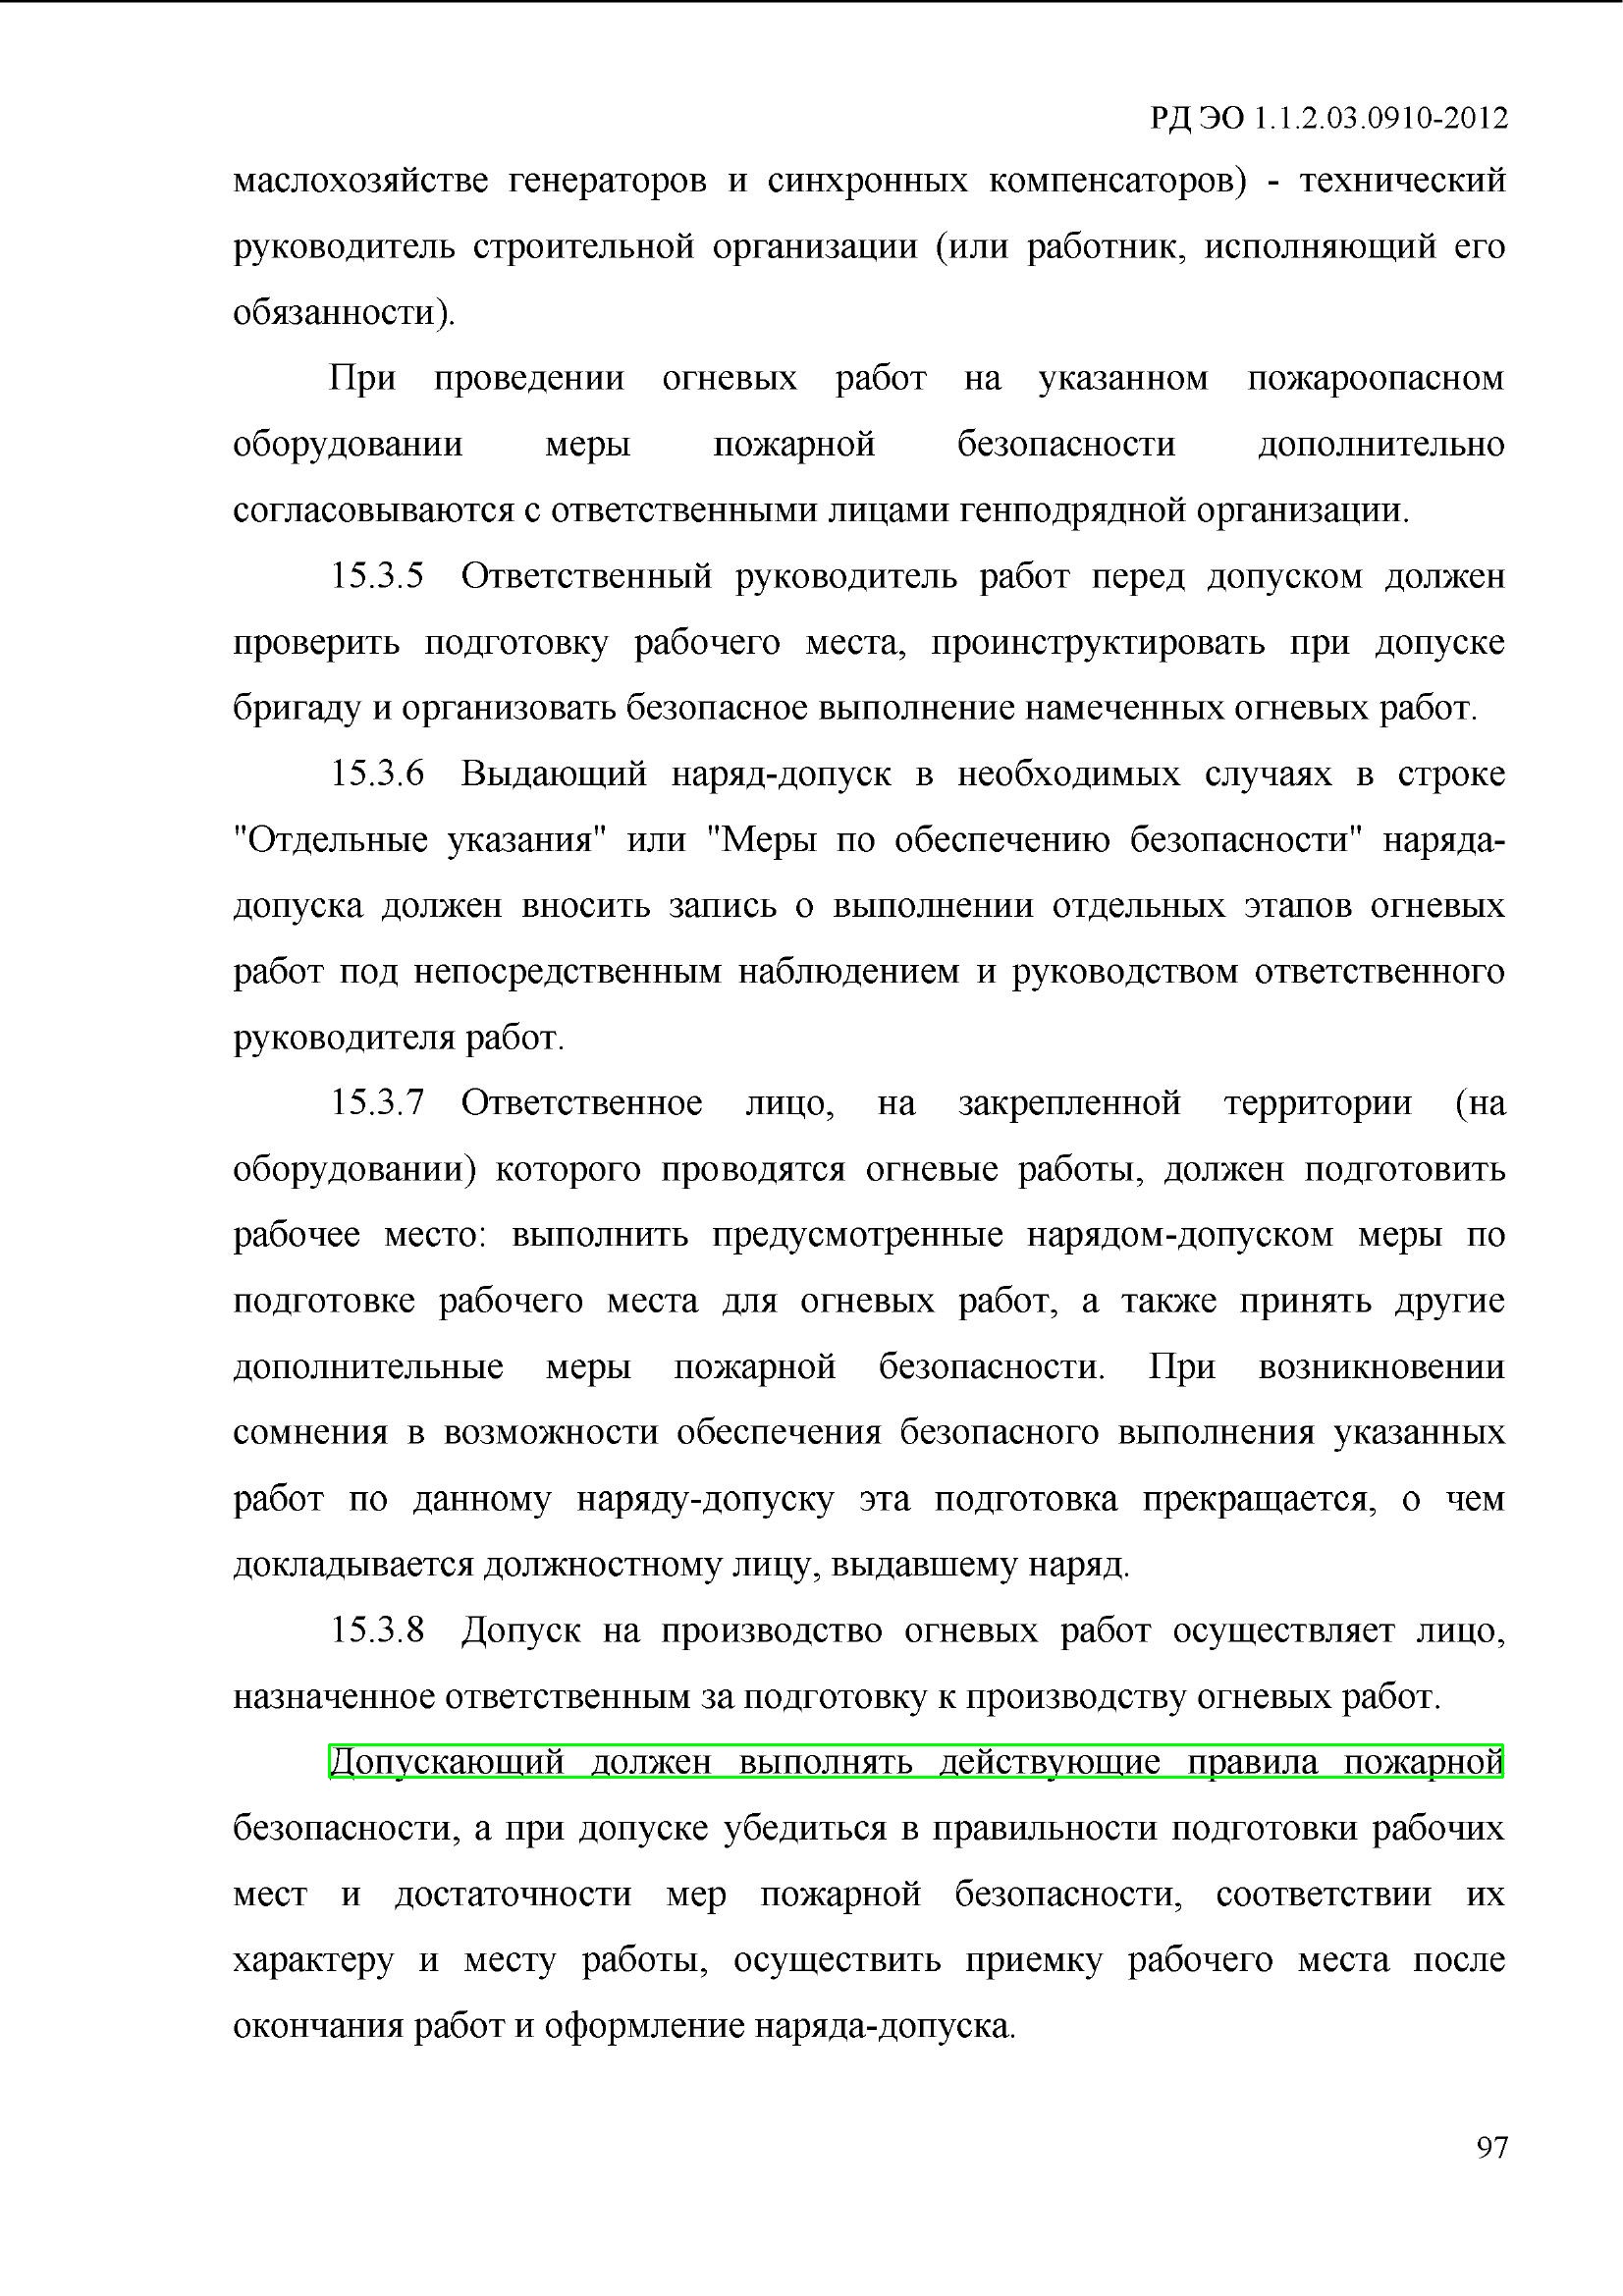 РД ЭО 1.1.2.03.0910-2012
маслохозяйстве генераторов и синхронных компенсаторов) - технический
руководитель строительной организации (или работник, исполняющий его
обязанности).
При проведении огневых работ на указанном пожароопасном
оборудовании меры пожарной безопасности дополнительно
согласовываются с ответственными лицами генподрядной организации.
15.3.5 Ответственный руководитель работ перед допуском должен
проверить подготовку рабочего места, проинструктировать при допуске
бригаду и организовать безопасное выполнение намеченных огневых работ.
15.3.6 Выдающий наряд-допуск в необходимых случаях в строке
"Отдельные указания" или "Меры по обеспечению безопасности" наряда-
допуска должен вносить запись о выполнении отдельных этапов огневых
работ под непосредственным наблюдением и руководством ответственного
руководителя работ.
15.3.7 Ответственное лицо, на закрепленной территории (на
оборудовании) которого проводятся огневые работы, должен подготовить
рабочее место: выполнить предусмотренные нарядом-допуском меры по
подготовке рабочего места для огневых работ, а также принять другие
дополнительные меры пожарной безопасности. При возникновении
сомнения в возможности обеспечения безопасного выполнения указанных
работ по данному наряду-допуску эта подготовка прекращается, о чем
докладывается должностному лицу, выдавшему наряд.
15.3.8 Допуск на производство огневых работ осуществляет лицо,
назначенное ответственным за подготовку к производству огневых работ.
Допускающий должен выполнять действующие правила пожарной
безопасности, а при допуске убедиться в правильности подготовки рабочих
мест и достаточности мер пожарной безопасности, соответствии их
характеру и месту работы, осуществить приемку рабочего места после
окончания работ и оформление наряда-допуска.
97